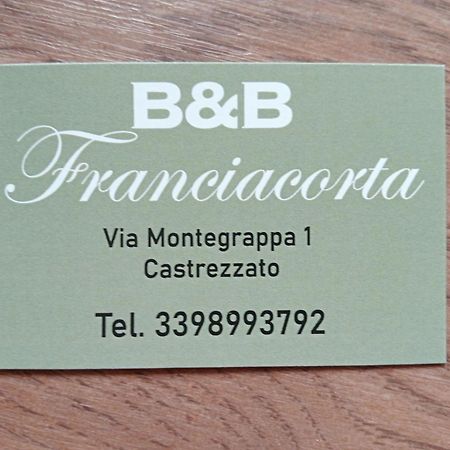 B&B
Franciacorta
Via Montegrappa 1
Castrezzato
Tel. 3398993792